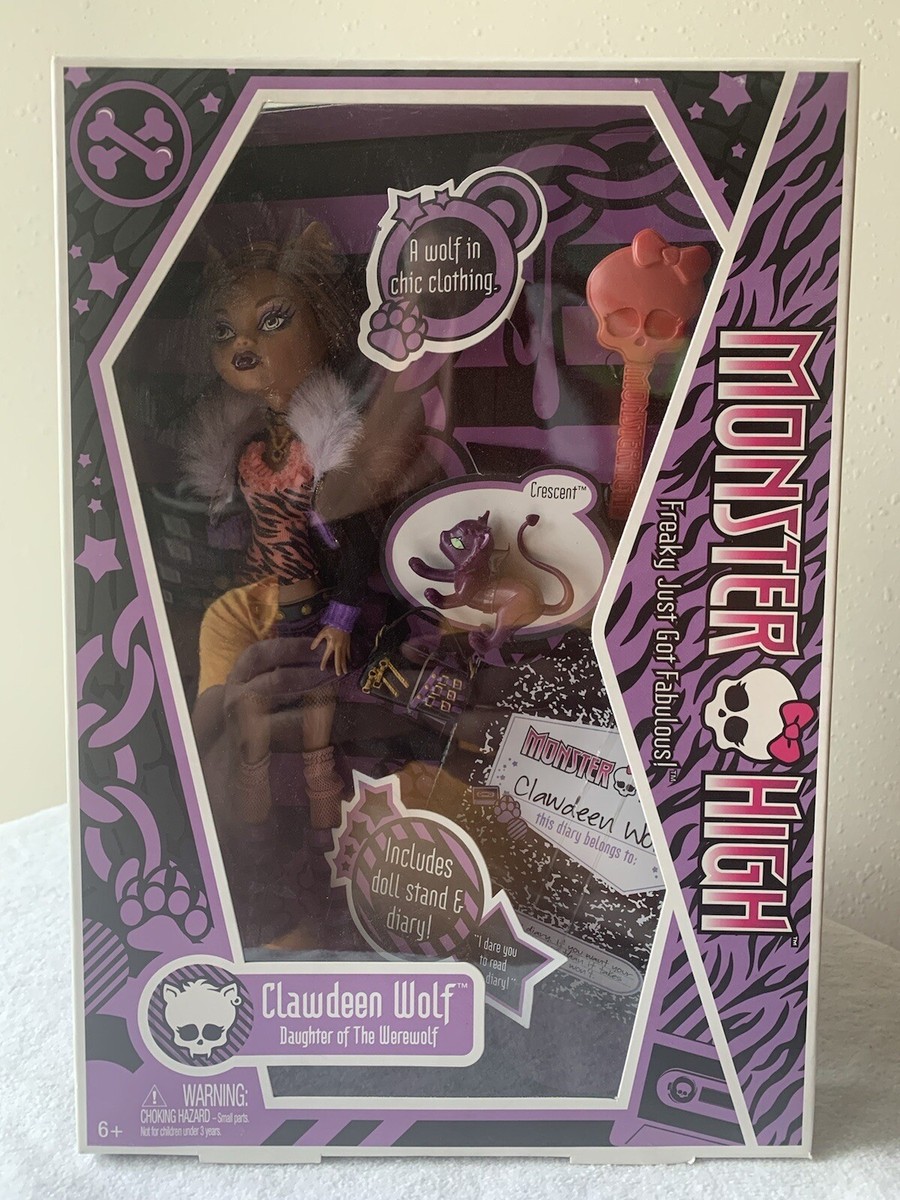 A wolf in
chic clothing.
MONSTER HIGH™
Freaky Just Got Fabulous!™
Crescent™
MONSTER
Clawdeen Wo
this diary belongs to:
Includes
doll stand &
diary!
"I dare you
to read
diary!"
Clawdeen Wolf™
Daughter of The Werewolf
WARNING:
CHOKING HAZARD – Small parts.
Not for children under 3 years.
6+